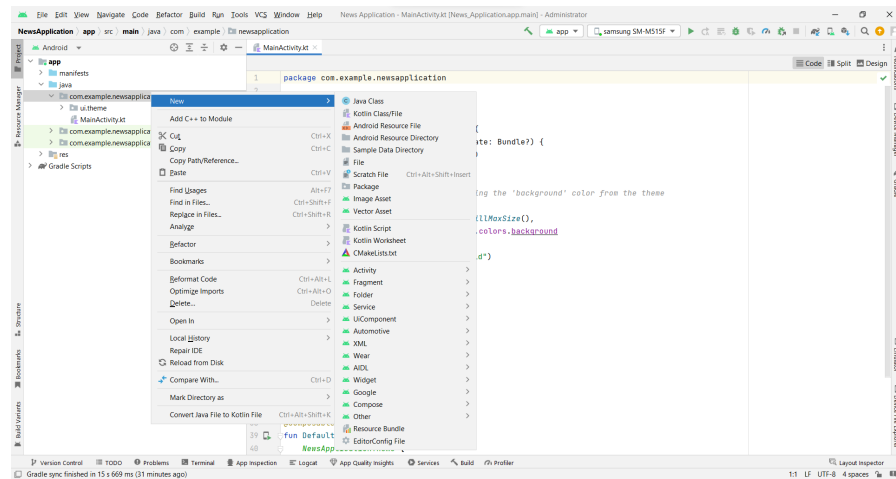 File Edit View Navigate Code Refactor Build Run Tools VCS Window Help News Application - MainActivity.kt [News_Application.app.main] - Administrator
NewsApplication app src main java com example newsapplication
app samsung SM-M515F
Android
MainActivity.kt
Code Split Design
Project
Resource Manager
Structure
Bookmarks
Build Variants
app
manifests
java
com.example.newsapplica
ui.theme
MainActivity.kt
com.example.newsapplica
com.example.newsapplica
res
Gradle Scripts
New
Add C++ to Module
Cut Ctrl+X
Copy Ctrl+C
Copy Path/Reference...
Paste Ctrl+V
Find Usages Alt+F7
Find in Files... Ctrl+Shift+F
Replace in Files... Ctrl+Shift+R
Analyze
Refactor
Bookmarks
Reformat Code Ctrl+Alt+L
Optimize Imports Ctrl+Alt+O
Delete... Delete
Open In
Local History
Repair IDE
Reload from Disk
Compare With... Ctrl+D
Mark Directory as
Convert Java File to Kotlin File Ctrl+Alt+Shift+K
Java Class
Kotlin Class/File
Android Resource File
Android Resource Directory
Sample Data Directory
File
Scratch File Ctrl+Alt+Shift+Insert
Package
Image Asset
Vector Asset
Kotlin Script
Kotlin Worksheet
CMakeLists.txt
Activity
Fragment
Folder
Service
UiComponent
Automotive
XML
Wear
AIDL
Widget
Google
Compose
Other
Resource Bundle
EditorConfig File
1 package com.example.newsapplication
{
ate: Bundle?) {
ing the 'background' color from the theme
illMaxSize(),
.colors.background
.d")
39 fun Default
40
Version Control TODO Problems Terminal App Inspection Logcat App Quality Insights Services Build Profiler Layout Inspector
Gradle sync finished in 15 s 669 ms (31 minutes ago) 1:1 LF UTF-8 4 spaces